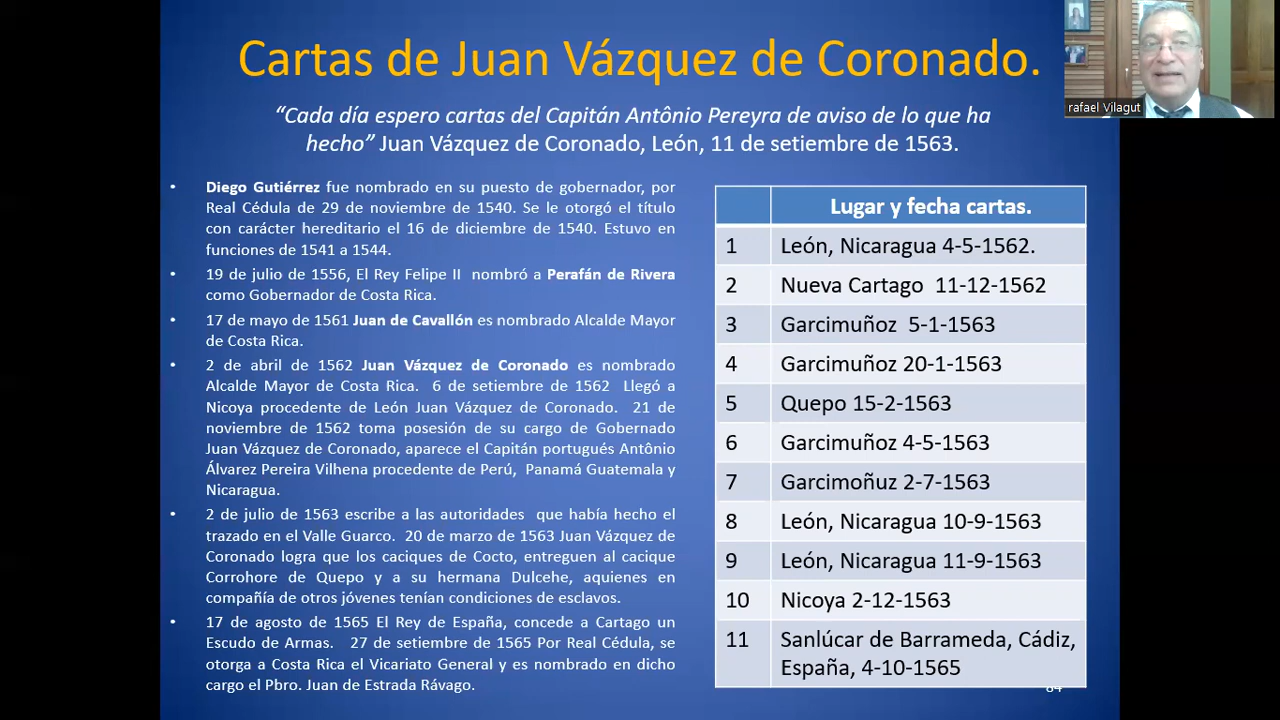 Cartas de Juan Vázquez de Coronado.
“Cada día espero cartas del Capitán Antônio Pereyra de aviso de lo que ha
hecho” Juan Vázquez de Coronado, León, 11 de setiembre de 1563.
rafael Vilagut
• Diego Gutiérrez fue nombrado en su puesto de gobernador, por
Real Cédula de 29 de noviembre de 1540. Se le otorgó el título
con carácter hereditario el 16 de diciembre de 1540. Estuvo en
funciones de 1541 a 1544.
• 19 de julio de 1556, El Rey Felipe II nombró a Perafán de Rivera
como Gobernador de Costa Rica.
• 17 de mayo de 1561 Juan de Cavallón es nombrado Alcalde Mayor
de Costa Rica.
• 2 de abril de 1562 Juan Vázquez de Coronado es nombrado
Alcalde Mayor de Costa Rica. 6 de setiembre de 1562 Llegó a
Nicoya procedente de León Juan Vázquez de Coronado. 21 de
noviembre de 1562 toma posesión de su cargo de Gobernado
Juan Vázquez de Coronado, aparece el Capitán portugués Antônio
Álvarez Pereira Vilhena procedente de Perú, Panamá Guatemala y
Nicaragua.
• 2 de julio de 1563 escribe a las autoridades que había hecho el
trazado en el Valle Guarco. 20 de marzo de 1563 Juan Vázquez de
Coronado logra que los caciques de Cocto, entreguen al cacique
Corrohore de Quepo y a su hermana Dulcehe, aquienes en
compañía de otros jóvenes tenían condiciones de esclavos.
• 17 de agosto de 1565 El Rey de España, concede a Cartago un
Escudo de Armas. 27 de setiembre de 1565 Por Real Cédula, se
otorga a Costa Rica el Vicariato General y es nombrado en dicho
cargo el Pbro. Juan de Estrada Rávago.
Lugar y fecha cartas.
1 León, Nicaragua 4-5-1562.
2 Nueva Cartago 11-12-1562
3 Garcimuñoz 5-1-1563
4 Garcimuñoz 20-1-1563
5 Quepo 15-2-1563
6 Garcimuñoz 4-5-1563
7 Garcimoñuz 2-7-1563
8 León, Nicaragua 10-9-1563
9 León, Nicaragua 11-9-1563
10 Nicoya 2-12-1563
11 Sanlúcar de Barrameda, Cádiz,
España, 4-10-1565
84